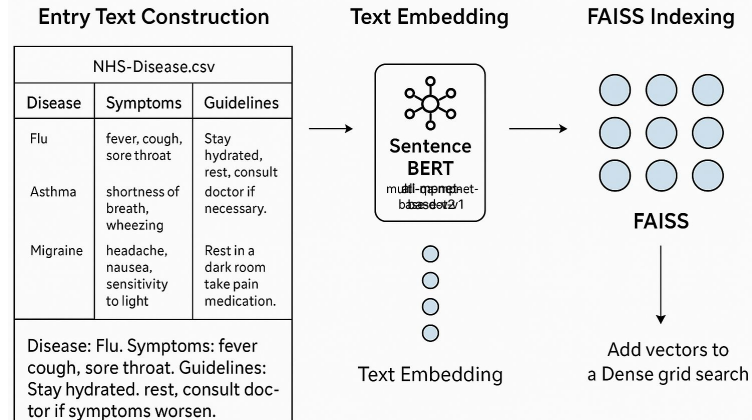 Entry Text Construction
NHS-Disease.csv
Disease Symptoms Guidelines
Flu
fever, cough,
sore throat
Stay
hydrated,
rest, consult
Asthma
shortness of
breath,
wheezing
doctor if
necessary.
Migraine
headache,
nausea,
sensitivity
to light
Rest in a
dark room
take pain
medication.
Disease: Flu. Symptoms: fever
cough, sore throat. Guidelines:
Stay hydrated. rest, consult doc-
tor if symptoms worsen.
Text Embedding
Sentence
BERT
Text Embedding
FAISS Indexing
FAISS
Add vectors to
a Dense grid search